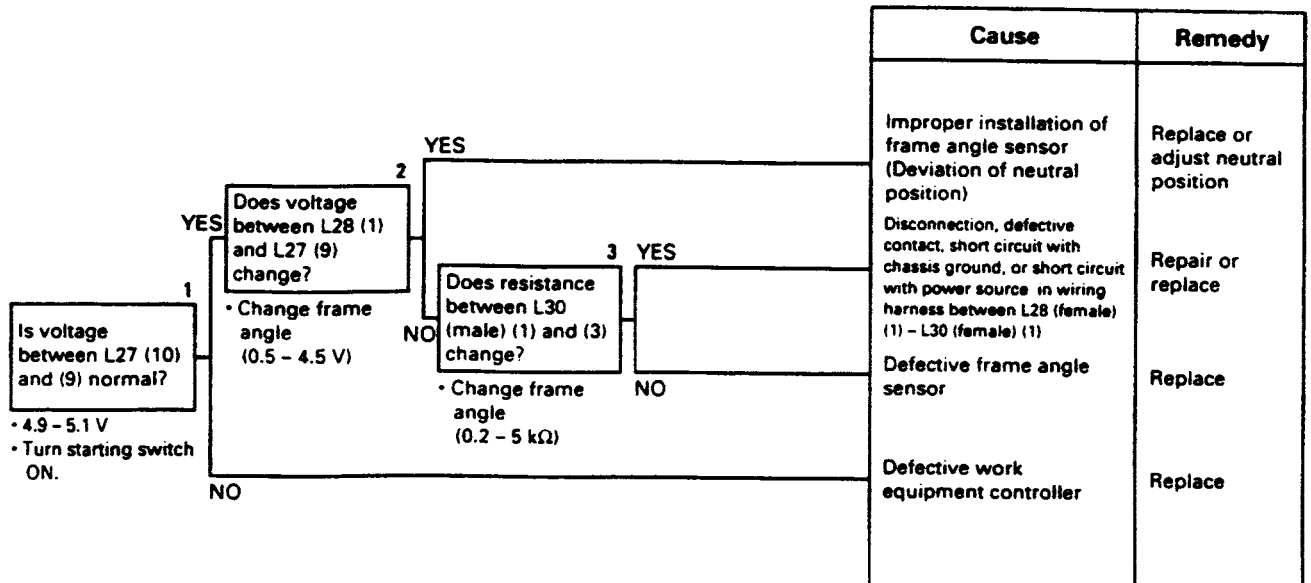 Cause
Remedy
1
Is voltage
between L27 (10)
and (9) normal?
• 4.9 – 5.1 V
• Turn starting switch
ON.
YES
NO
2
Does voltage
between L28 (1)
and L27 (9)
change?
• Change frame
angle
(0.5 – 4.5 V)
YES
NO
3
Does resistance
between L30
(male) (1) and (3)
change?
• Change frame
angle
(0.2 – 5 kΩ)
YES
NO
Improper installation of
frame angle sensor
(Deviation of neutral
position)
Replace or
adjust neutral
position
Disconnection, defective
contact, short circuit with
chassis ground, or short circuit
with power source in wiring
harness between L28 (female)
(1) – L30 (female) (1)
Repair or
replace
Defective frame angle
sensor
Replace
Defective work
equipment controller
Replace